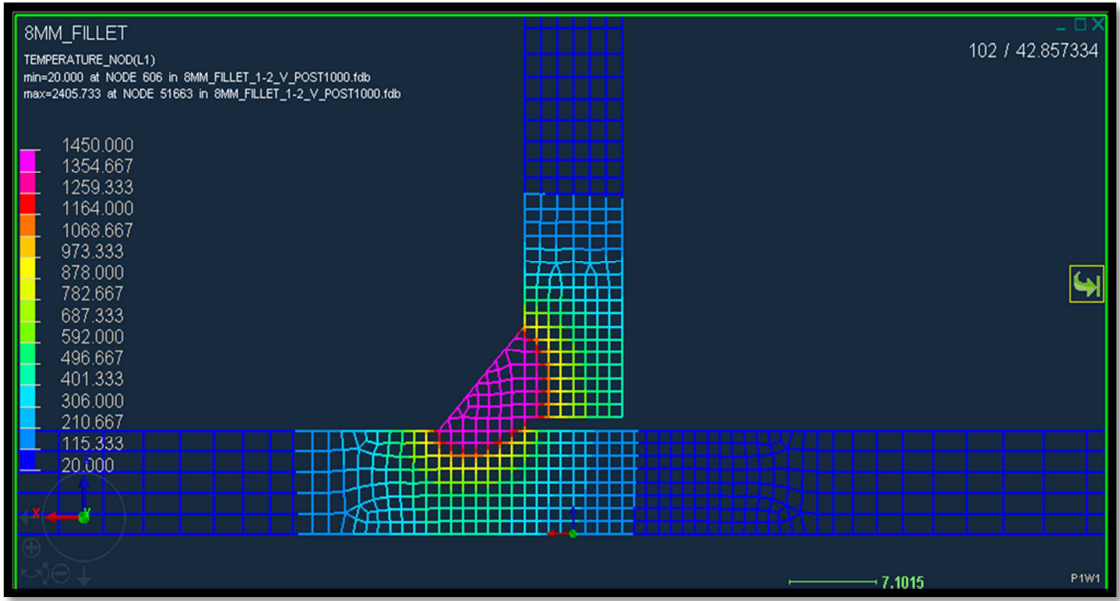 8MM_FILLET
102 / 42.857334
TEMPERATURE_NOD(L1)
min=20.000 at NODE 606 in 8MM_FILLET_1-2_V_POST1000.fdb
max=2405.733 at NODE 51663 in 8MM_FILLET_1-2_V_POST1000.fdb
1450.000
1354.667
1259.333
1164.000
1068.667
973.333
878.000
782.667
687.333
592.000
496.667
401.333
306.000
210.667
115.333
20.000
X
Y
7.1015
P1W1